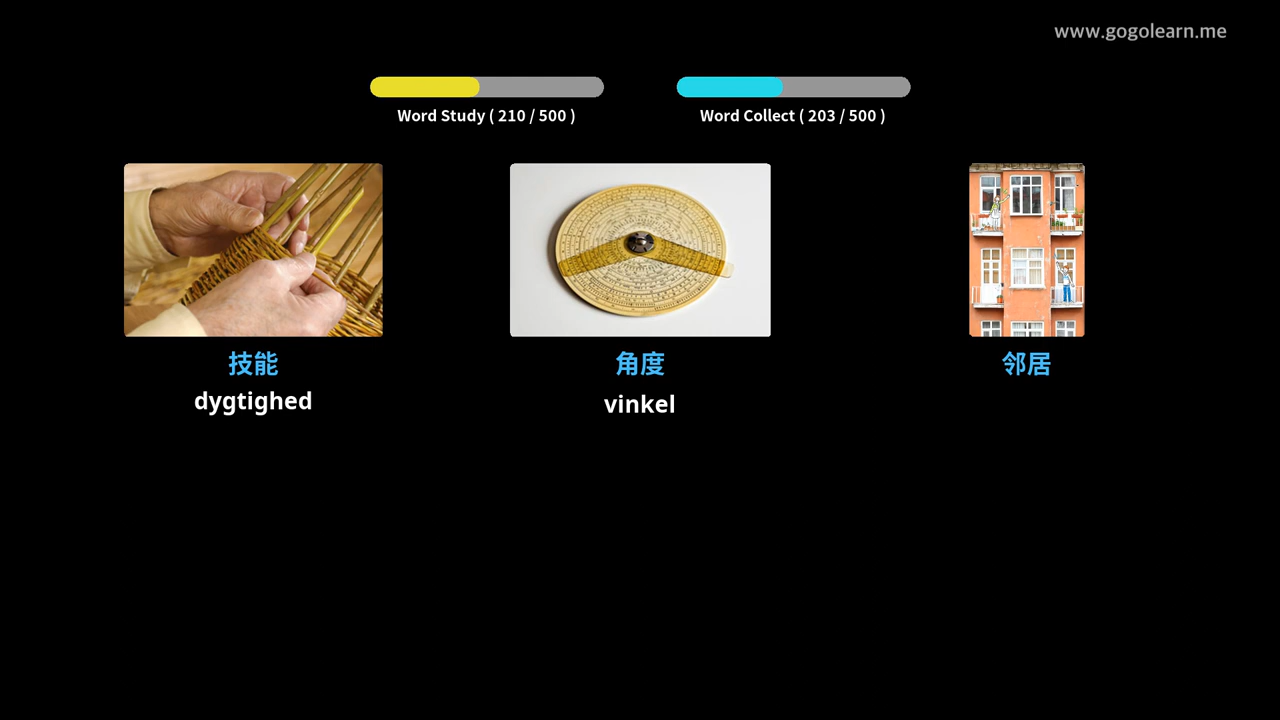 www.gogolearn.me
Word Study ( 210 / 500 )
Word Collect ( 203 / 500 )
技能
dygtighed
角度
vinkel
邻居